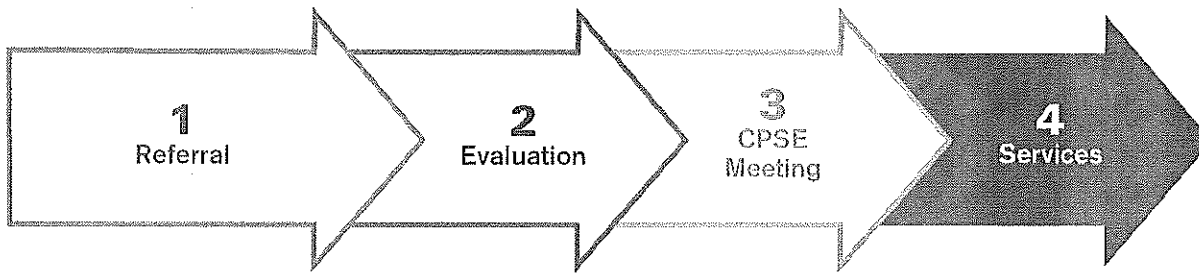 1
Referral
2
Evaluation
3
CPSE
Meeting
4
Services